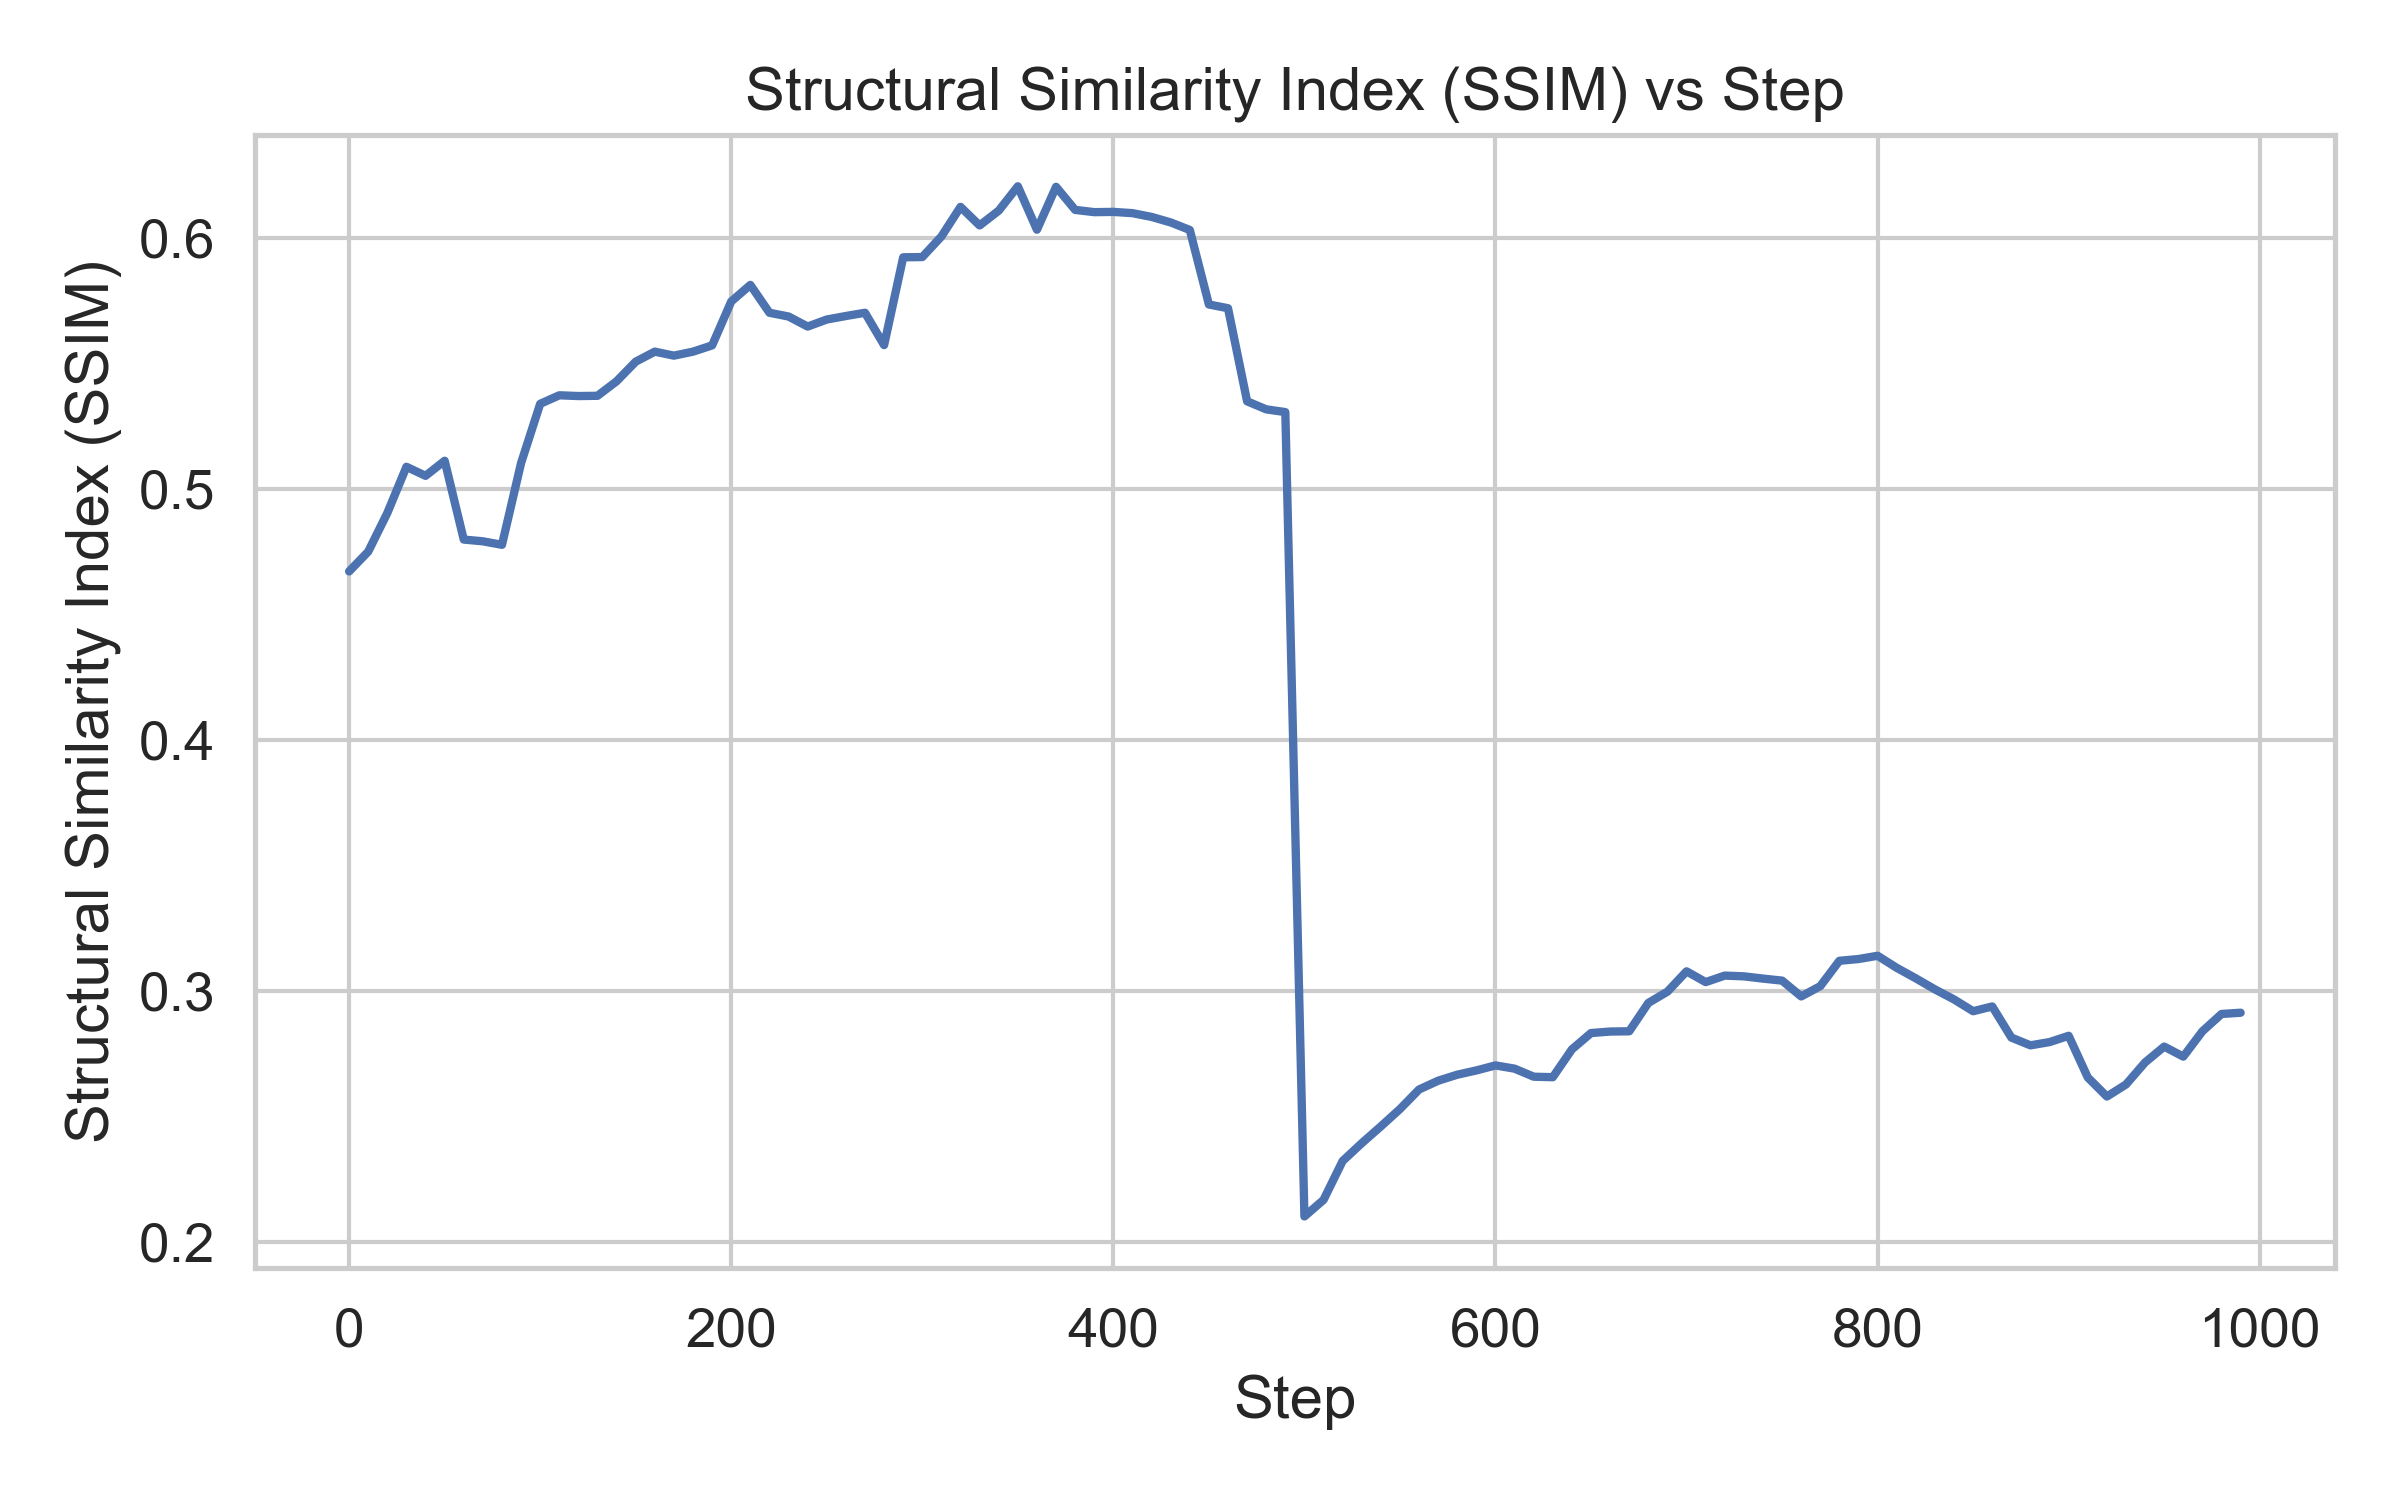 Structural Similarity Index (SSIM) vs Step
Structural Similarity Index (SSIM)
0.6
0.5
0.4
0.3
0.2
0 200 400 600 800 1000
Step